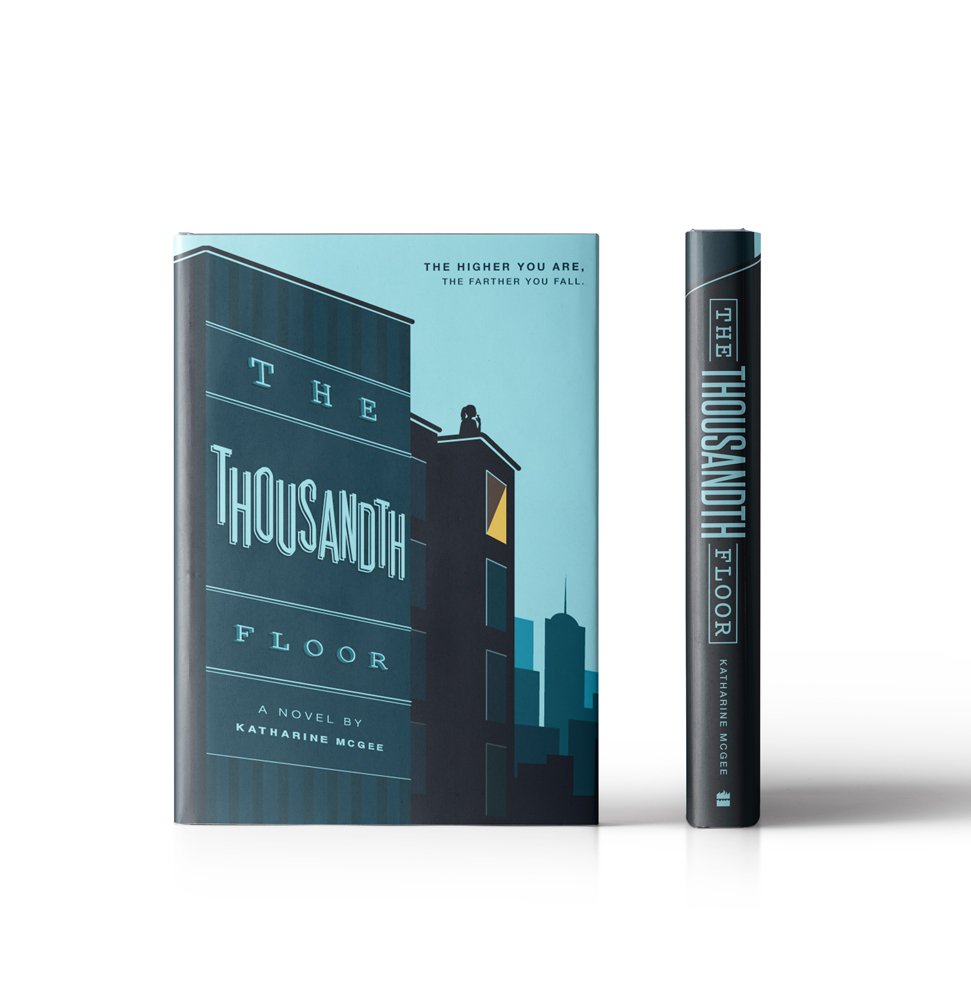 THE HIGHER YOU ARE,
THE FARTHER YOU FALL.
THE
THOUSANDTH
FLOOR
A NOVEL BY
KATHARINE MCGEE
THE THOUSANDTH FLOOR KATHARINE MCGEE